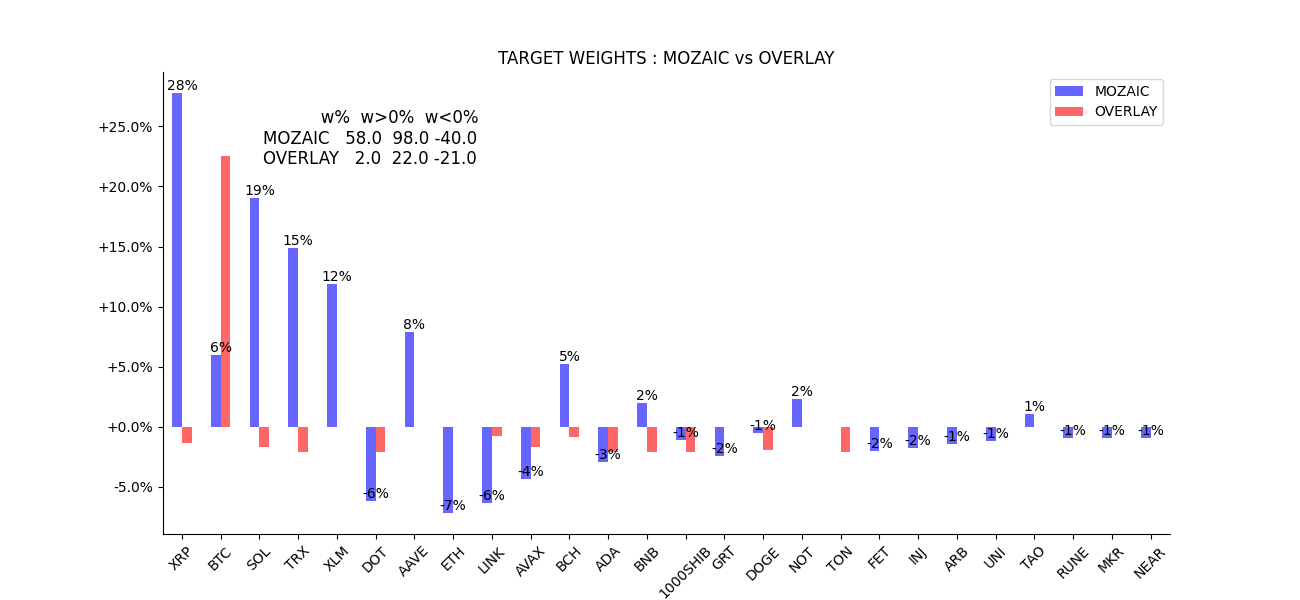 TARGET WEIGHTS : MOZAIC vs OVERLAY
MOZAIC
OVERLAY
w%  w>0%  w<0%
MOZAIC   58.0  98.0 -40.0
OVERLAY   2.0  22.0 -21.0
+25.0%
+20.0%
+15.0%
+10.0%
+5.0%
+0.0%
-5.0%
28%
6%
19%
15%
12%
-6%
8%
-7%
-6%
-4%
5%
-3%
2%
-1%
-2%
-1%
2%
-2%
-2%
-1%
-1%
1%
-1%
-1%
-1%
XRP
BTC
SOL
TRX
XLM
DOT
AAVE
ETH
LINK
AVAX
BCH
ADA
BNB
1000SHIB
GRT
DOGE
NOT
TON
FET
INJ
ARB
UNI
TAO
RUNE
MKR
NEAR